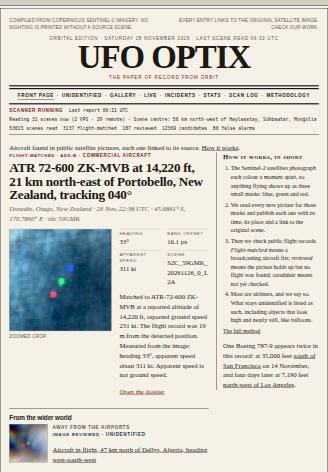 COMPILED FROM COPERNICUS SENTINEL-2 IMAGERY. NO
SIGHTING IS PRINTED WITHOUT A SOURCE SCENE.
EVERY ENTRY LINKS TO THE ORIGINAL SATELLITE IMAGE.
CHECK OUR WORK.
ORBITAL EDITION · SATURDAY 28 NOVEMBER 2026 · LAST SCENE READ 06:33 UTC
UFO OPTIX
THE PAPER OF RECORD FROM ORBIT
FRONT PAGE · UNIDENTIFIED · GALLERY · LIVE · INCIDENTS · STATS · SCAN LOG · METHODOLOGY
SCANNER RUNNING Last report 06:21 UTC
Reading 31 scenes now (2 VPS · 29 remote) · Scene centre: 56 km north-west of Haylaastay, Sühbaatar, Mongolia
53015 scenes read 3137 flight-matched 187 reviewed 12369 candidates 80 false alarms
Aircraft found in public satellite pictures, each one linked to its source. How it works.
FLIGHT-MATCHED · ADS-B · COMMERCIAL AIRCRAFT
ATR 72-600 ZK-MVB at 14,220 ft,
21 km north-east of Portobello, New
Zealand, tracking 040°
Dunedin, Otago, New Zealand · 26 Nov, 22:38 UTC · 45.6861° S,
170.7890° E · tile 59GMK
ZOOMED CROP
HEADING
33°
BAND OFFSET
16.1 px
APPARENT
SPEED
311 kt
SCENE
S2C_59GMK_
20261126_0_L
2A
Matched to ATR-72-600 ZK-
MVB at a reported altitude of
14,220 ft, reported ground speed
231 kt. The flight record was 19
m from the detected position.
Measured from the image:
heading 33°, apparent speed
about 311 kt. Apparent speed is
not ground speed.
Open the dossier
How it works, in short
1. The Sentinel-2 satellites photograph
each colour a moment apart, so
anything flying shows up as three
small marks: blue, green and red.
2. We read every new picture for those
marks and publish each one with its
time, its place and a link to the
original scene.
3. Then we check public flight records.
Flight-matched means a
broadcasting aircraft fits; reviewed
means the picture holds up but no
flight was found; candidate means
not yet checked.
4. Most are airliners, and we say so.
What stays unidentified is listed as
such, including objects that look
high and nearly still, like balloons.
The full method
One Boeing 787-9 appears twice in
this record: at 35,000 feet south of
San Francisco on 14 November,
and four days later at 7,190 feet
north-west of Los Angeles.
From the wider world
AWAY FROM THE AIRPORTS
IMAGE REVIEWED · UNIDENTIFIED
Aircraft in flight, 47 km north of Dellys, Algeria, heading
west-south-west